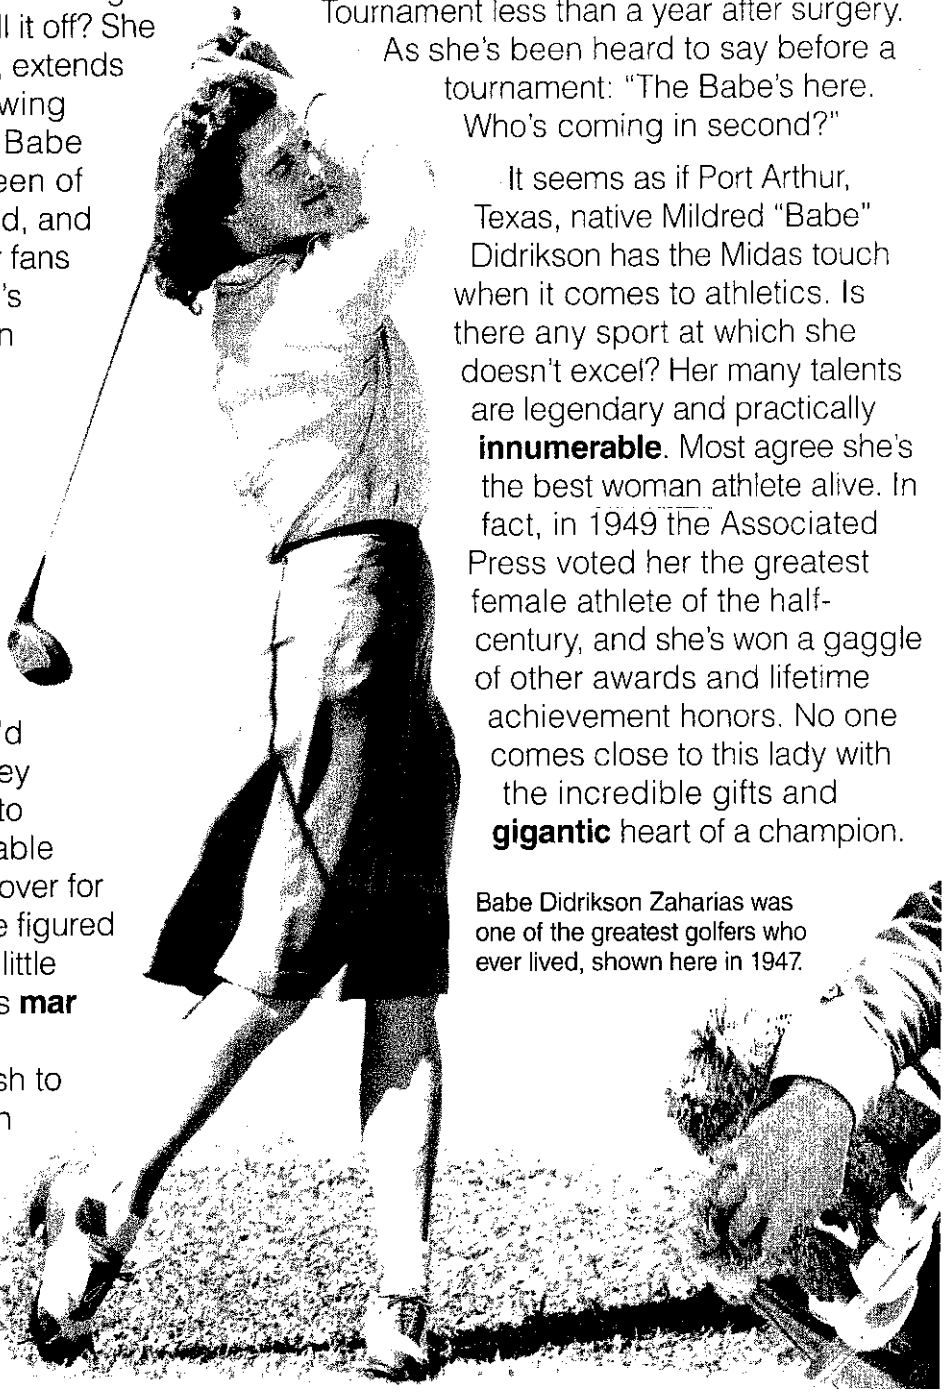 ll it off? She
, extends
wing
Babe
een of
d, and
r fans
's
n
'd
ey
to
able
over for
e figured
little
s mar
sh to
n
Tournament less than a year after surgery.
As she's been heard to say before a
tournament: "The Babe's here.
Who's coming in second?"
It seems as if Port Arthur,
Texas, native Mildred "Babe"
Didrikson has the Midas touch
when it comes to athletics. Is
there any sport at which she
doesn't excel? Her many talents
are legendary and practically
innumerable. Most agree she's
the best woman athlete alive. In
fact, in 1949 the Associated
Press voted her the greatest
female athlete of the half-
century, and she's won a gaggle
of other awards and lifetime
achievement honors. No one
comes close to this lady with
the incredible gifts and
gigantic heart of a champion.
Babe Didrikson Zaharias was
one of the greatest golfers who
ever lived, shown here in 1947.